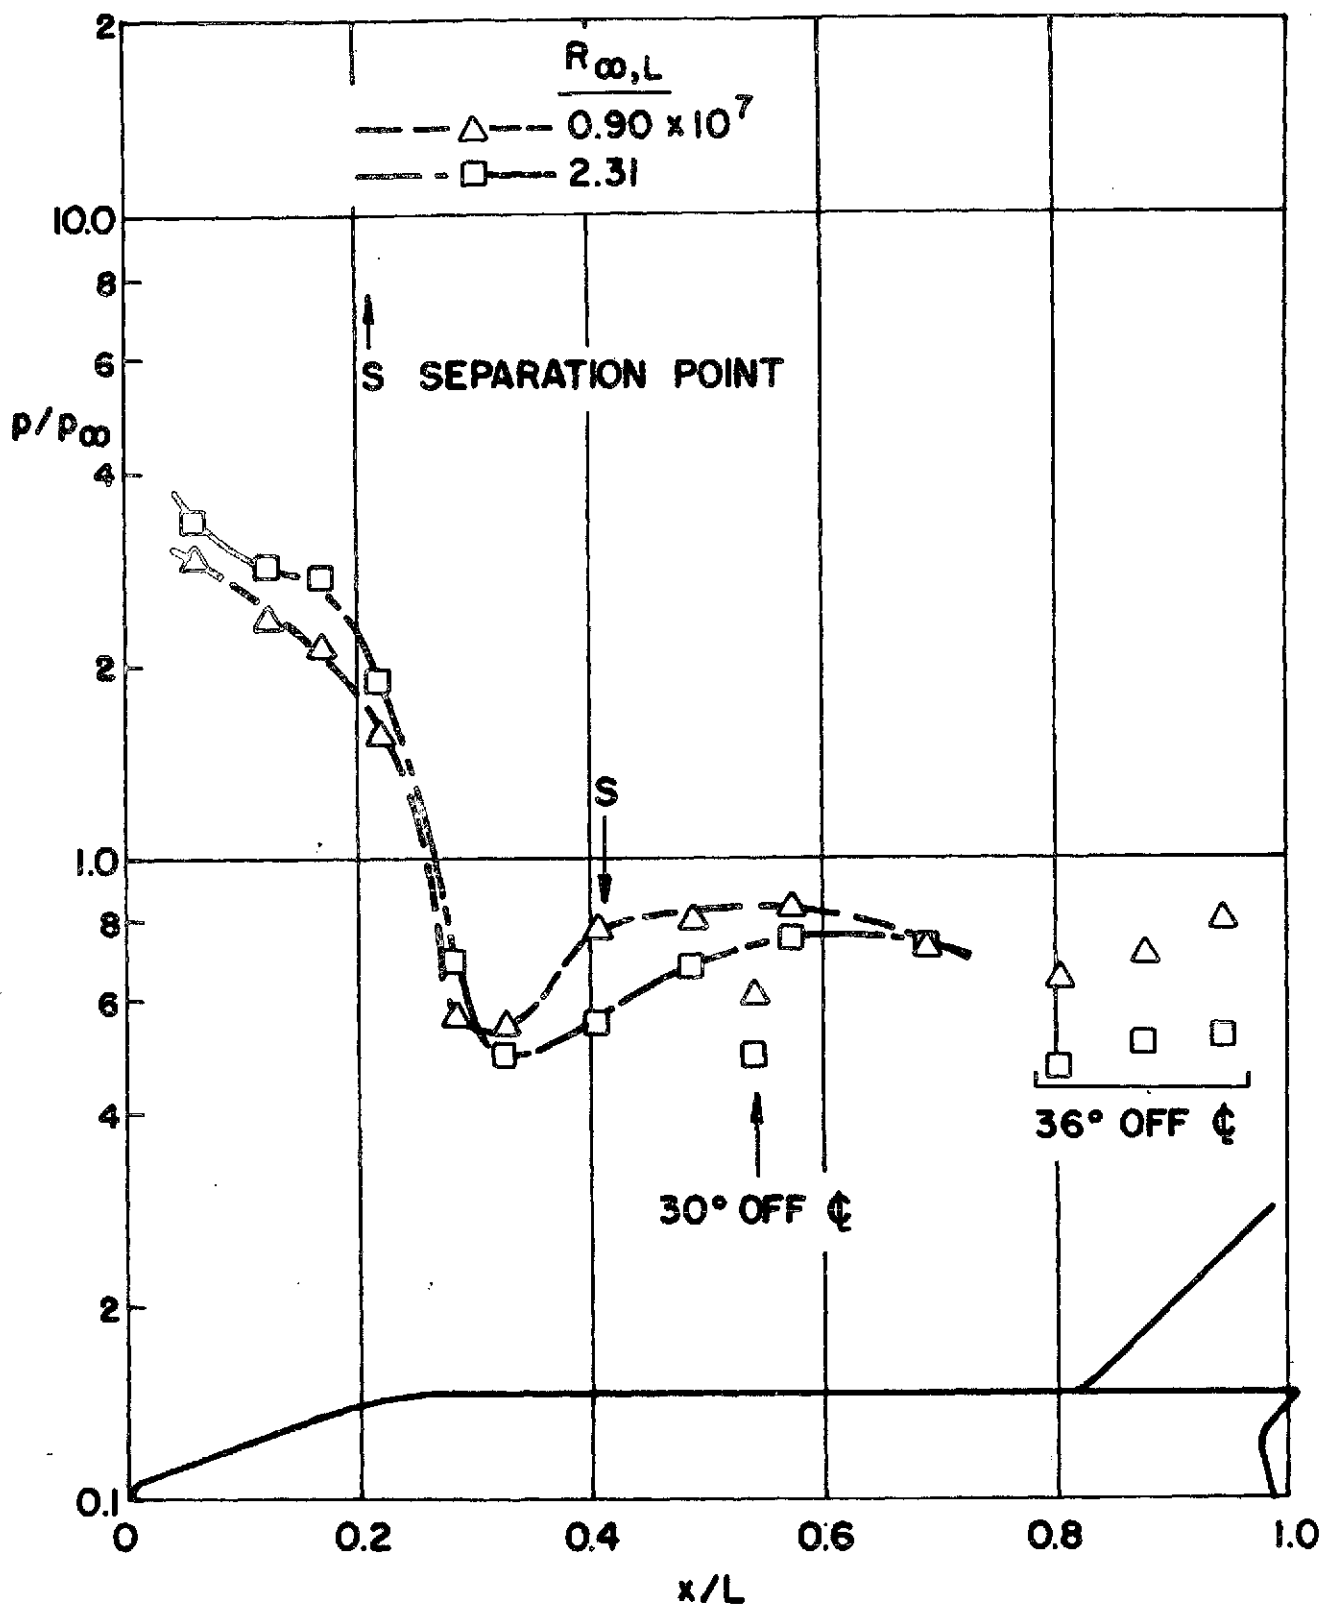 2
R∞,L
0.90 x 10⁷
2.31
10.0
8
S SEPARATION POINT
6
p/p∞
4
2
S
1.0
8
6
4
36° OFF ℄
30° OFF ℄
2
0.1
0 0.2 0.4 0.6 0.8 1.0
x/L